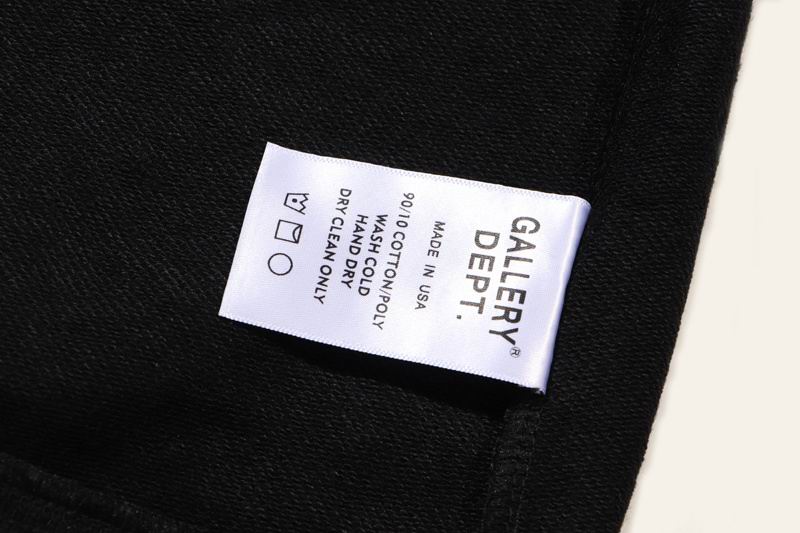 GALLERY
DEPT.®
MADE IN USA
90/10 COTTON/POLY
WASH COLD
HAND DRY
DRY CLEAN ONLY